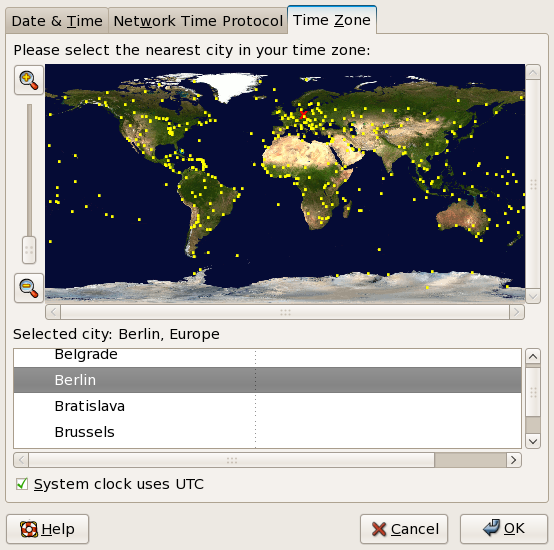 Date & Time Network Time Protocol Time Zone
Please select the nearest city in your time zone:
Selected city: Berlin, Europe
Belgrade
Berlin
Bratislava
Brussels
System clock uses UTC
Help Cancel OK